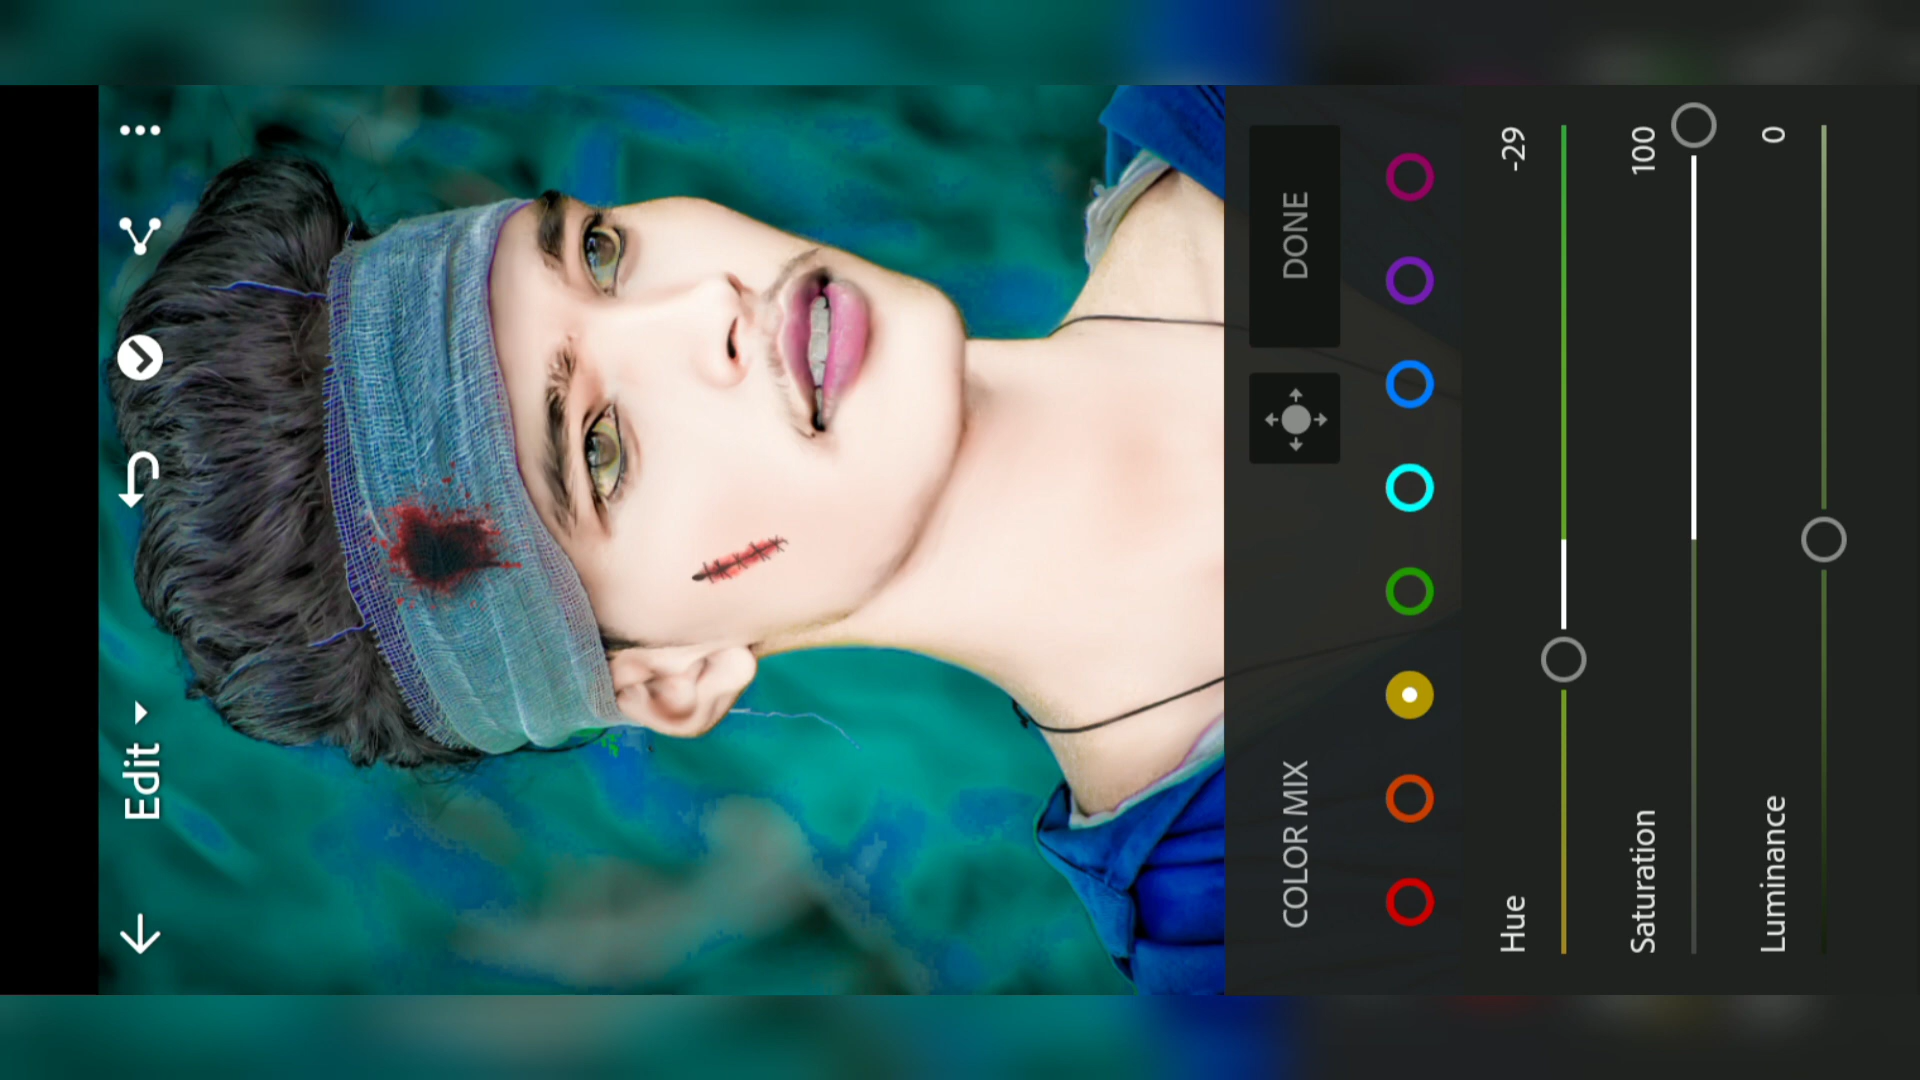 Edit
COLOR MIX
DONE
Hue
-29
Saturation
100
Luminance
0